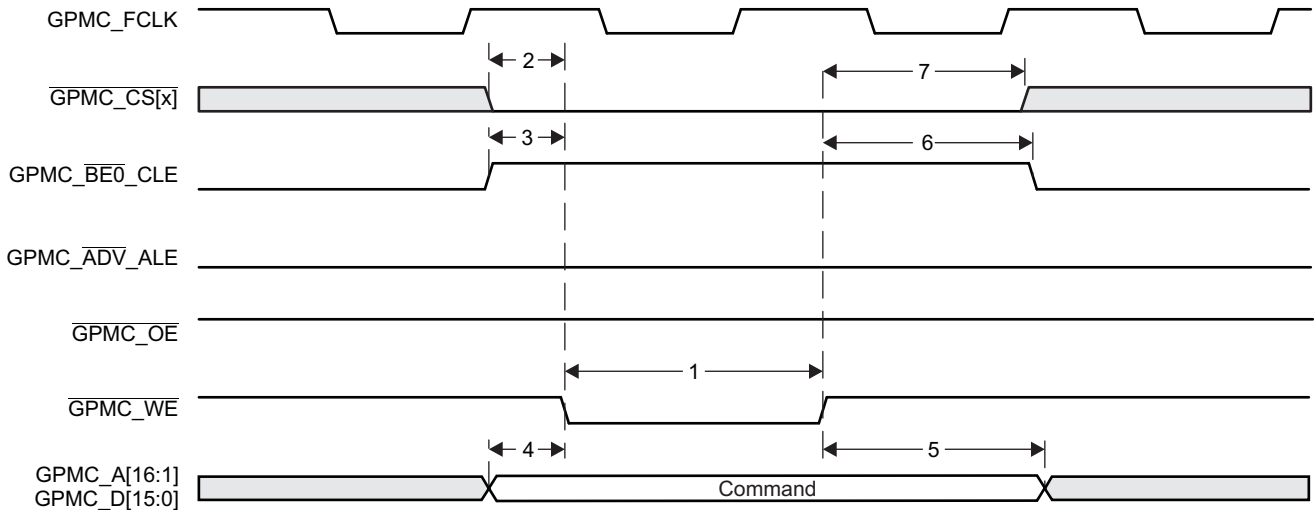 GPMC_FCLK
2
7
GPMC_CS[x]
3
6
GPMC_BE0_CLE
GPMC_ADV_ALE
GPMC_OE
1
GPMC_WE
4
5
GPMC_A[16:1]
GPMC_D[15:0]
Command